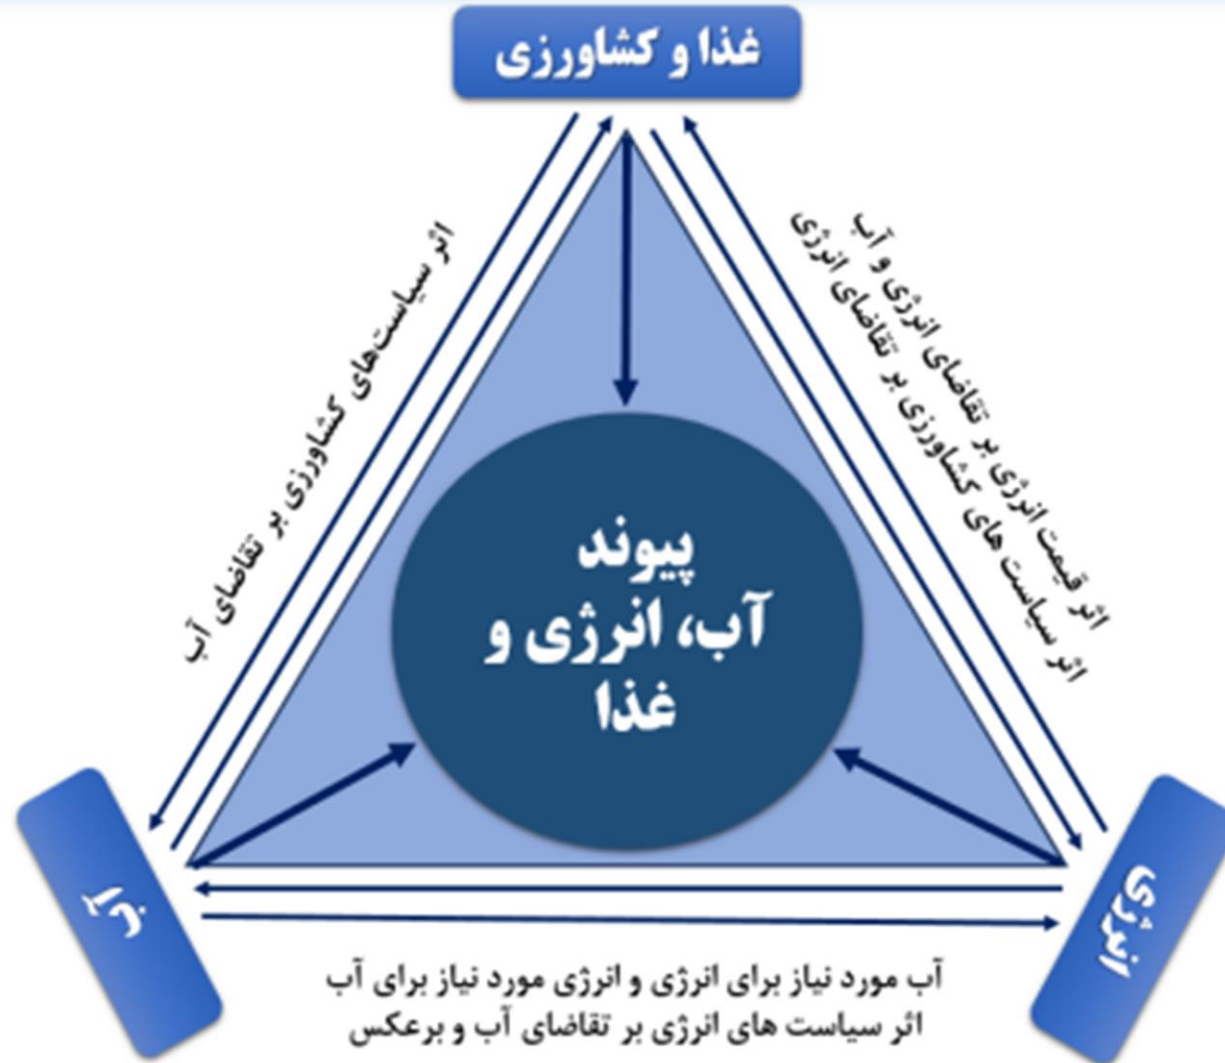 غذا و کشاورزی
اثر سیاست‌های کشاورزی بر تقاضای آب
اثر قیمت انرژی بر تقاضای انرژی و آب
اثر سیاست های کشاورزی بر تقاضای انرژی
پیوند
آب، انرژی و
غذا
آب
انرژی
آب مورد نیاز برای انرژی و انرژی مورد نیاز برای آب
اثر سیاست های انرژی بر تقاضای آب و برعکس